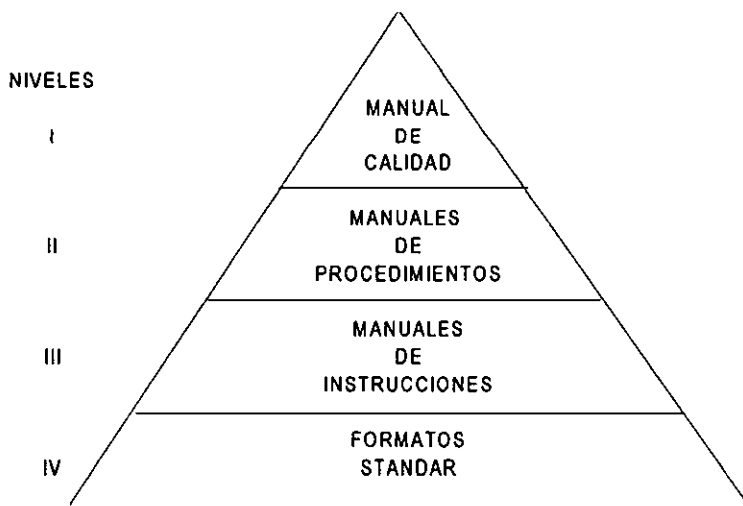 NIVELES
I
MANUAL
DE
CALIDAD
II
MANUALES
DE
PROCEDIMIENTOS
III
MANUALES
DE
INSTRUCCIONES
IV
FORMATOS
STANDAR